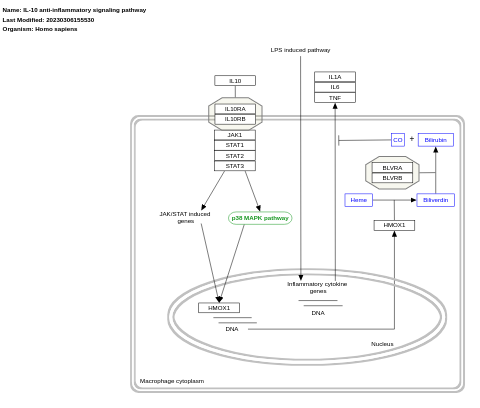 Name: IL-10 anti-inflammatory signaling pathway
Last Modified: 20230306155530
Organism: Homo sapiens
LPS induced pathway
IL10
IL1A
IL6
TNF
IL10RA
IL10RB
JAK1
STAT1
STAT2
STAT3
CO + Bilirubin
BLVRA
BLVRB
Heme
Biliverdin
JAK/STAT induced
genes
p38 MAPK pathway
HMOX1
Inflammatory cytokine
genes
HMOX1
DNA
DNA
Nucleus
Macrophage cytoplasm